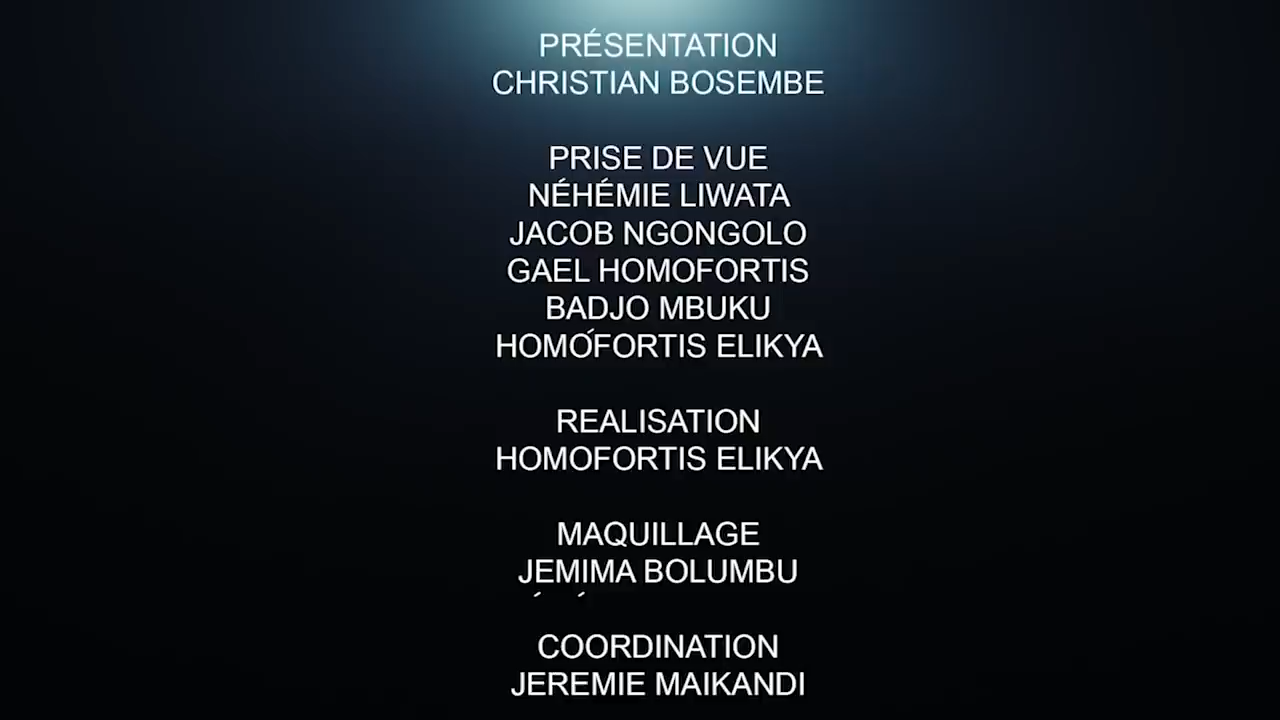 PRÉSENTATION
CHRISTIAN BOSEMBE
PRISE DE VUE
NÉHÉMIE LIWATA
JACOB NGONGOLO
GAEL HOMOFORTIS
BADJO MBUKU
HOMOFORTIS ELIKYA
REALISATION
HOMOFORTIS ELIKYA
MAQUILLAGE
JEMIMA BOLUMBU
COORDINATION
JEREMIE MAIKANDI